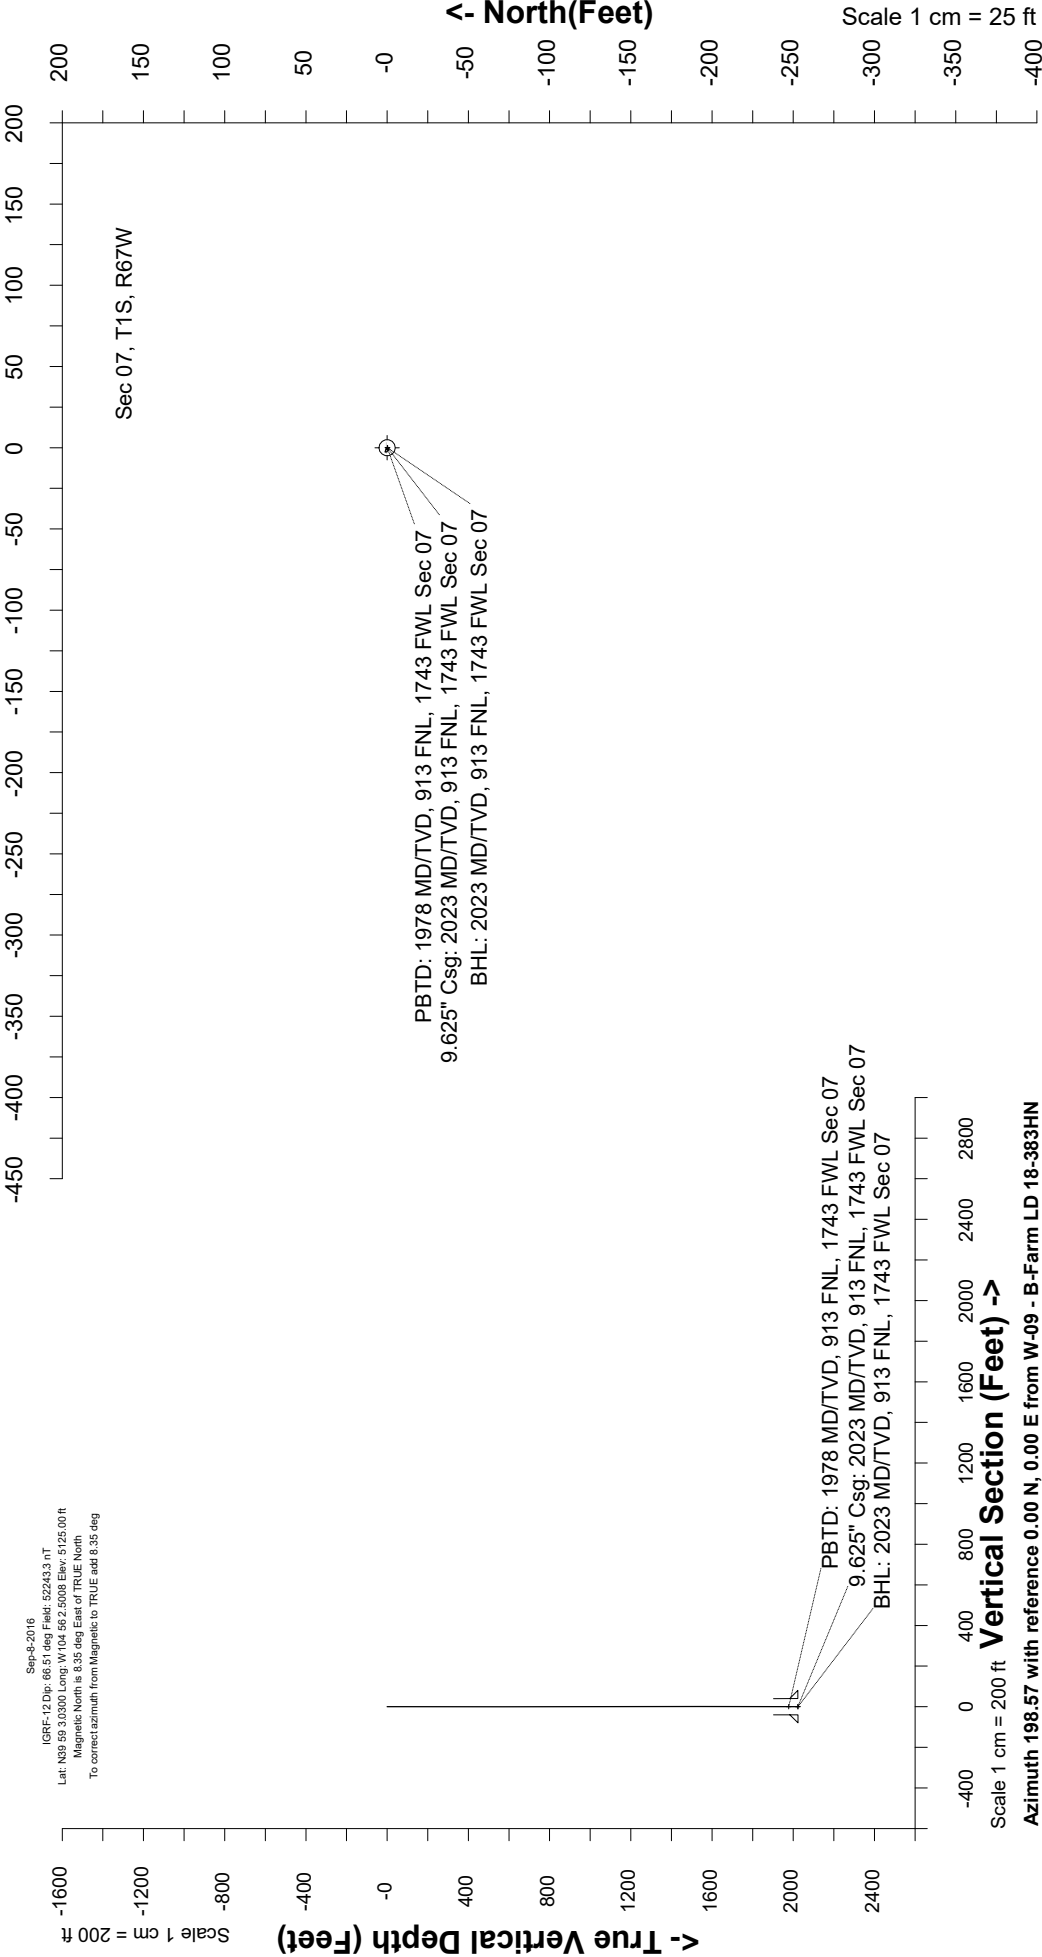 Scale 1 cm = 25 ft
<- North(Feet)
200
150
100
50
-0
-50
-100
-150
-200
-250
-300
-350
-400
-450
-400
-350
-300
-250
-200
-150
-100
-50
0
50
100
150
200
Sec 07, T1S, R67W
PBTD: 1978 MD/TVD, 913 FNL, 1743 FWL Sec 07
9.625" Csg: 2023 MD/TVD, 913 FNL, 1743 FWL Sec 07
BHL: 2023 MD/TVD, 913 FNL, 1743 FWL Sec 07
Sep-8-2016
IGRF-12 Dip: 66.51 deg Field: 52243.3 nT
Lat: N39 59 3.0300 Long: W104 56 2.5008 Elev: 5125.00 ft
Magnetic North is 8.35 deg East of TRUE North
To correct azimuth from Magnetic to TRUE add 8.35 deg
Scale 1 cm = 200 ft
<- True Vertical Depth (Feet)
-1600
-1200
-800
-400
-0
400
800
1200
1600
2000
2400
PBTD: 1978 MD/TVD, 913 FNL, 1743 FWL Sec 07
9.625" Csg: 2023 MD/TVD, 913 FNL, 1743 FWL Sec 07
BHL: 2023 MD/TVD, 913 FNL, 1743 FWL Sec 07
-400
0
400
800
1200
1600
2000
2400
2800
Scale 1 cm = 200 ft
Vertical Section (Feet) ->
Azimuth 198.57 with reference 0.00 N, 0.00 E from W-09 - B-Farm LD 18-383HN